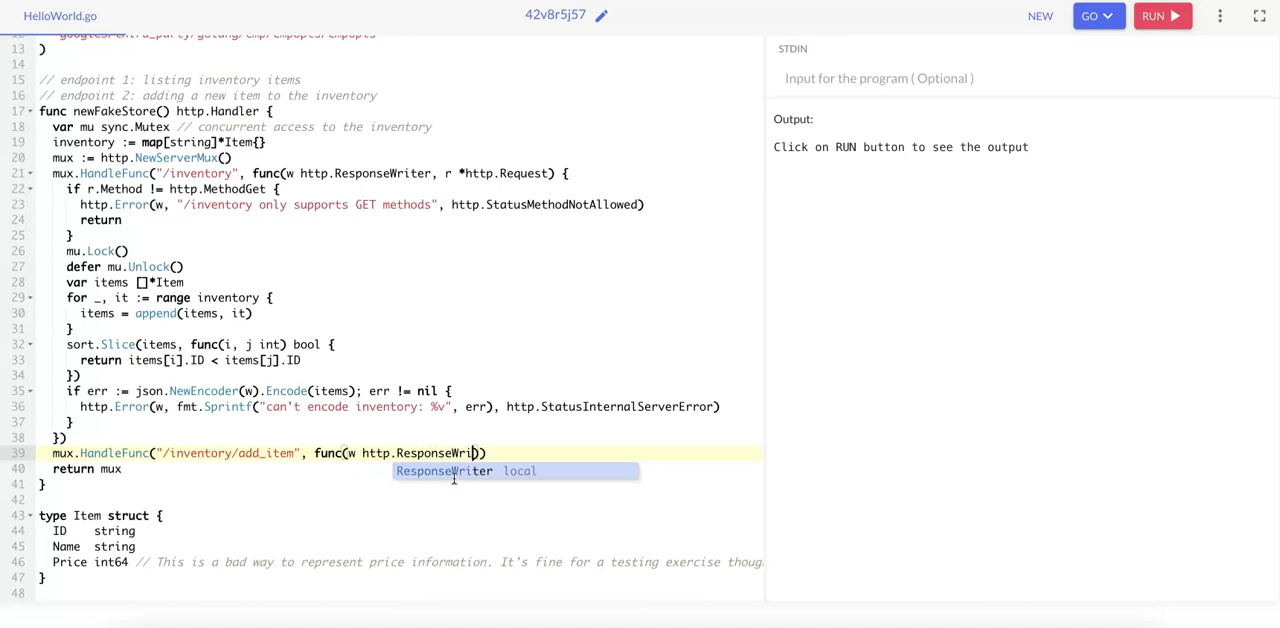 HelloWorld.go
42v8r5j57
NEW
GO
RUN
13 )
14
15 // endpoint 1: listing inventory items
16 // endpoint 2: adding a new item to the inventory
17 func newFakeStore() http.Handler {
18 var mu sync.Mutex // concurrent access to the inventory
19 inventory := map[string]*Item{}
20 mux := http.NewServerMux()
21 mux.HandleFunc("/inventory", func(w http.ResponseWriter, r *http.Request) {
22 if r.Method != http.MethodGet {
23 http.Error(w, "/inventory only supports GET methods", http.StatusMethodNotAllowed)
24 return
25 }
26 mu.Lock()
27 defer mu.Unlock()
28 var items []*Item
29 for _, it := range inventory {
30 items = append(items, it)
31 }
32 sort.Slice(items, func(i, j int) bool {
33 return items[i].ID < items[j].ID
34 })
35 if err := json.NewEncoder(w).Encode(items); err != nil {
36 http.Error(w, fmt.Sprintf("can't encode inventory: %v", err), http.StatusInternalServerError)
37 }
38 })
39 mux.HandleFunc("/inventory/add_item", func(w http.ResponseWri))
40 return mux
ResponseWriter local
41 }
42
43 type Item struct {
44 ID string
45 Name string
46 Price int64 // This is a bad way to represent price information. It's fine for a testing exercise thoug
47 }
48
STDIN
Input for the program ( Optional )
Output:
Click on RUN button to see the output